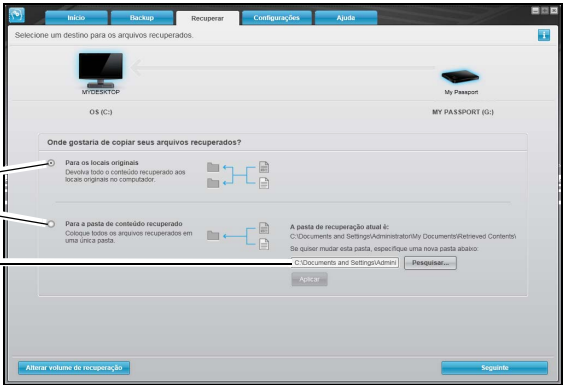 Início Backup Recuperar Configurações Ajuda
Selecione um destino para os arquivos recuperados.
MYDESKTOP
My Passport
OS (C:)
MY PASSPORT (G:)
Onde gostaria de copiar seus arquivos recuperados?
Para os locais originais
Devolva todo o conteúdo recuperado aos
locais originais no computador.
Para a pasta de conteúdo recuperado
Coloque todos os arquivos recuperados em
uma única pasta.
A pasta de recuperação atual é:
C:\Documents and Settings\Administrator\My Documents\Retrieved Contents\
Se quiser mudar esta pasta, especifique uma nova pasta abaixo:
C:\Documents and Settings\Admini
Pesquisar...
Aplicar
Alterar volume de recuperação
Seguinte